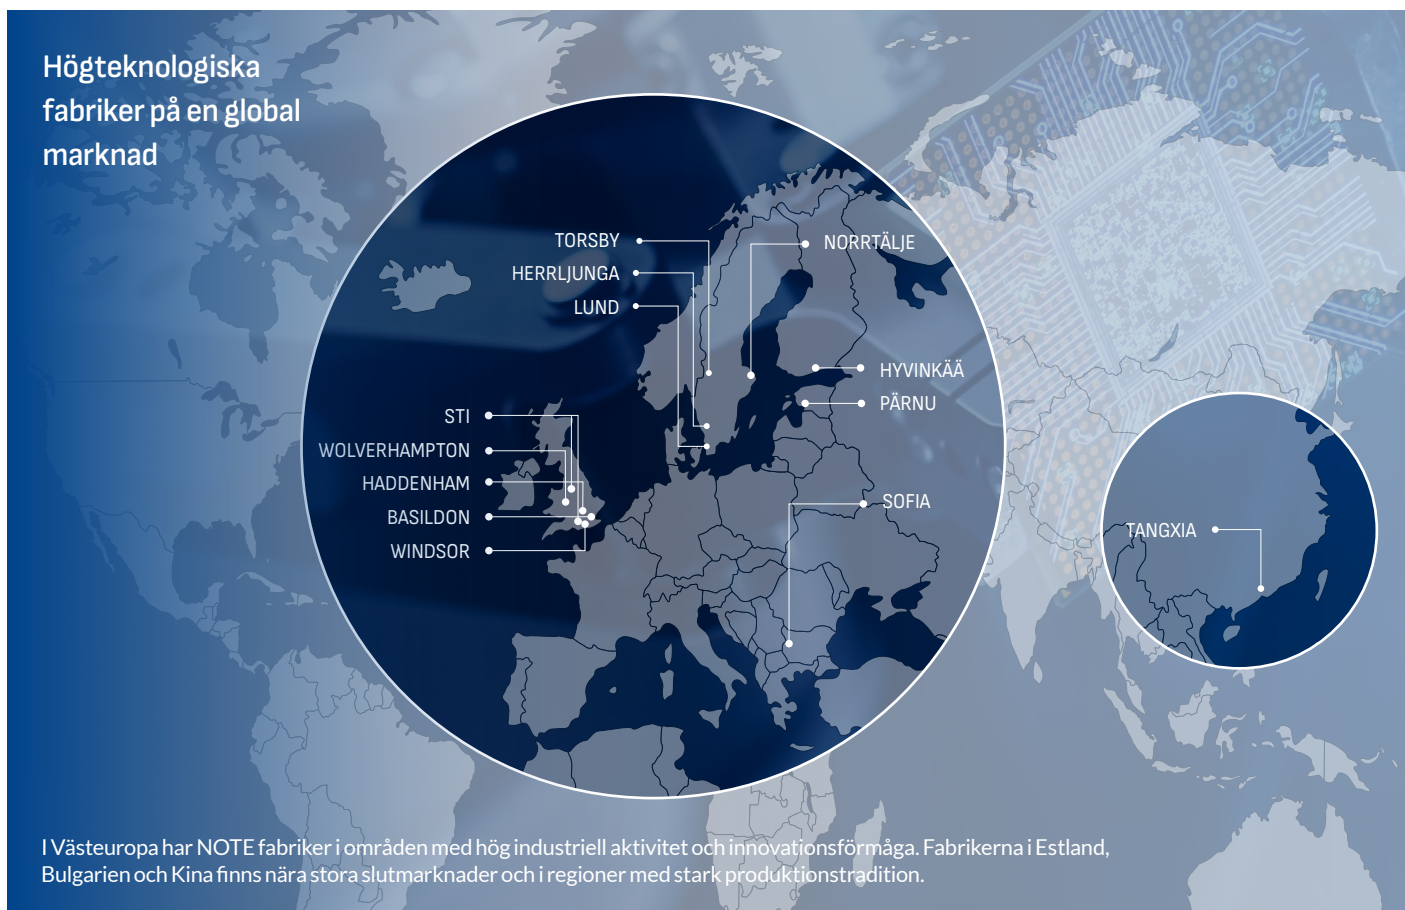 Högteknologiska
fabriker på en global
marknad
TORSBY
NORRTÄLJE
HERRLJUNGA
LUND
HYVINKÄÄ
PÄRNU
STI
WOLVERHAMPTON
HADDENHAM
BASILDON
WINDSOR
SOFIA
TANGXIA
I Västeuropa har NOTE fabriker i områden med hög industriell aktivitet och innovationsförmåga. Fabrikerna i Estland,
Bulgarien och Kina finns nära stora slutmarknader och i regioner med stark produktionstradition.